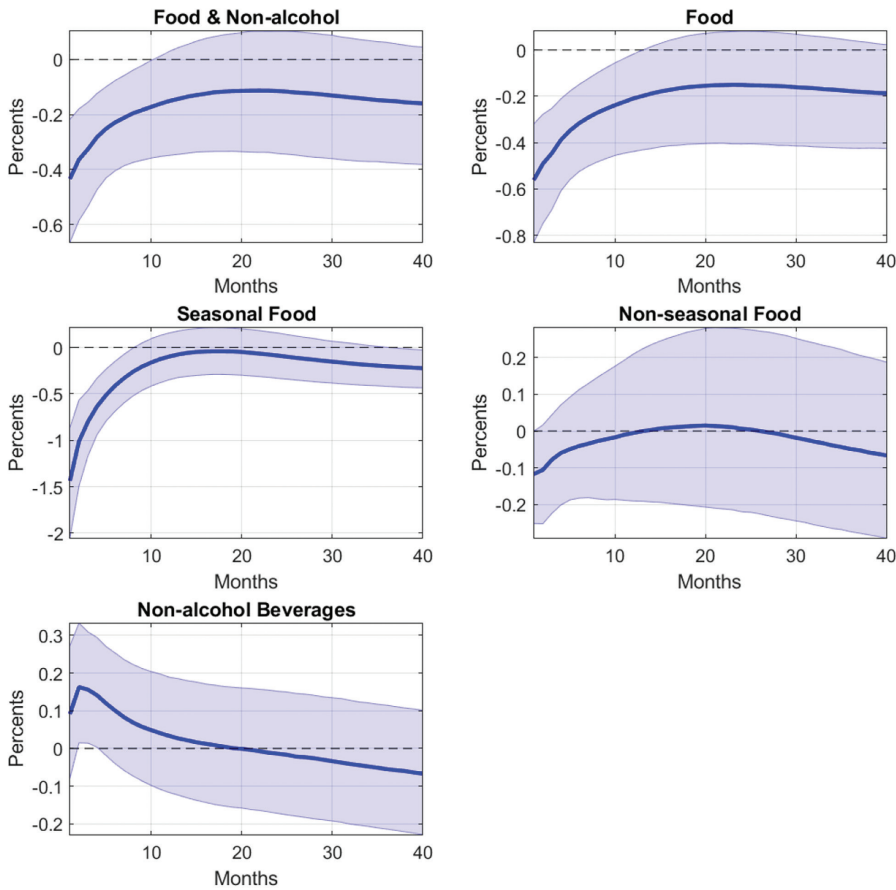 Food & Non-alcohol
Percents
0
-0.2
-0.4
-0.6
10 20 30 40
Months
Food
Percents
0
-0.2
-0.4
-0.6
-0.8
10 20 30 40
Months
Seasonal Food
Percents
0
-0.5
-1
-1.5
-2
10 20 30 40
Months
Non-seasonal Food
Percents
0.2
0.1
0
-0.1
-0.2
10 20 30 40
Months
Non-alcohol Beverages
Percents
0.3
0.2
0.1
0
-0.1
-0.2
10 20 30 40
Months